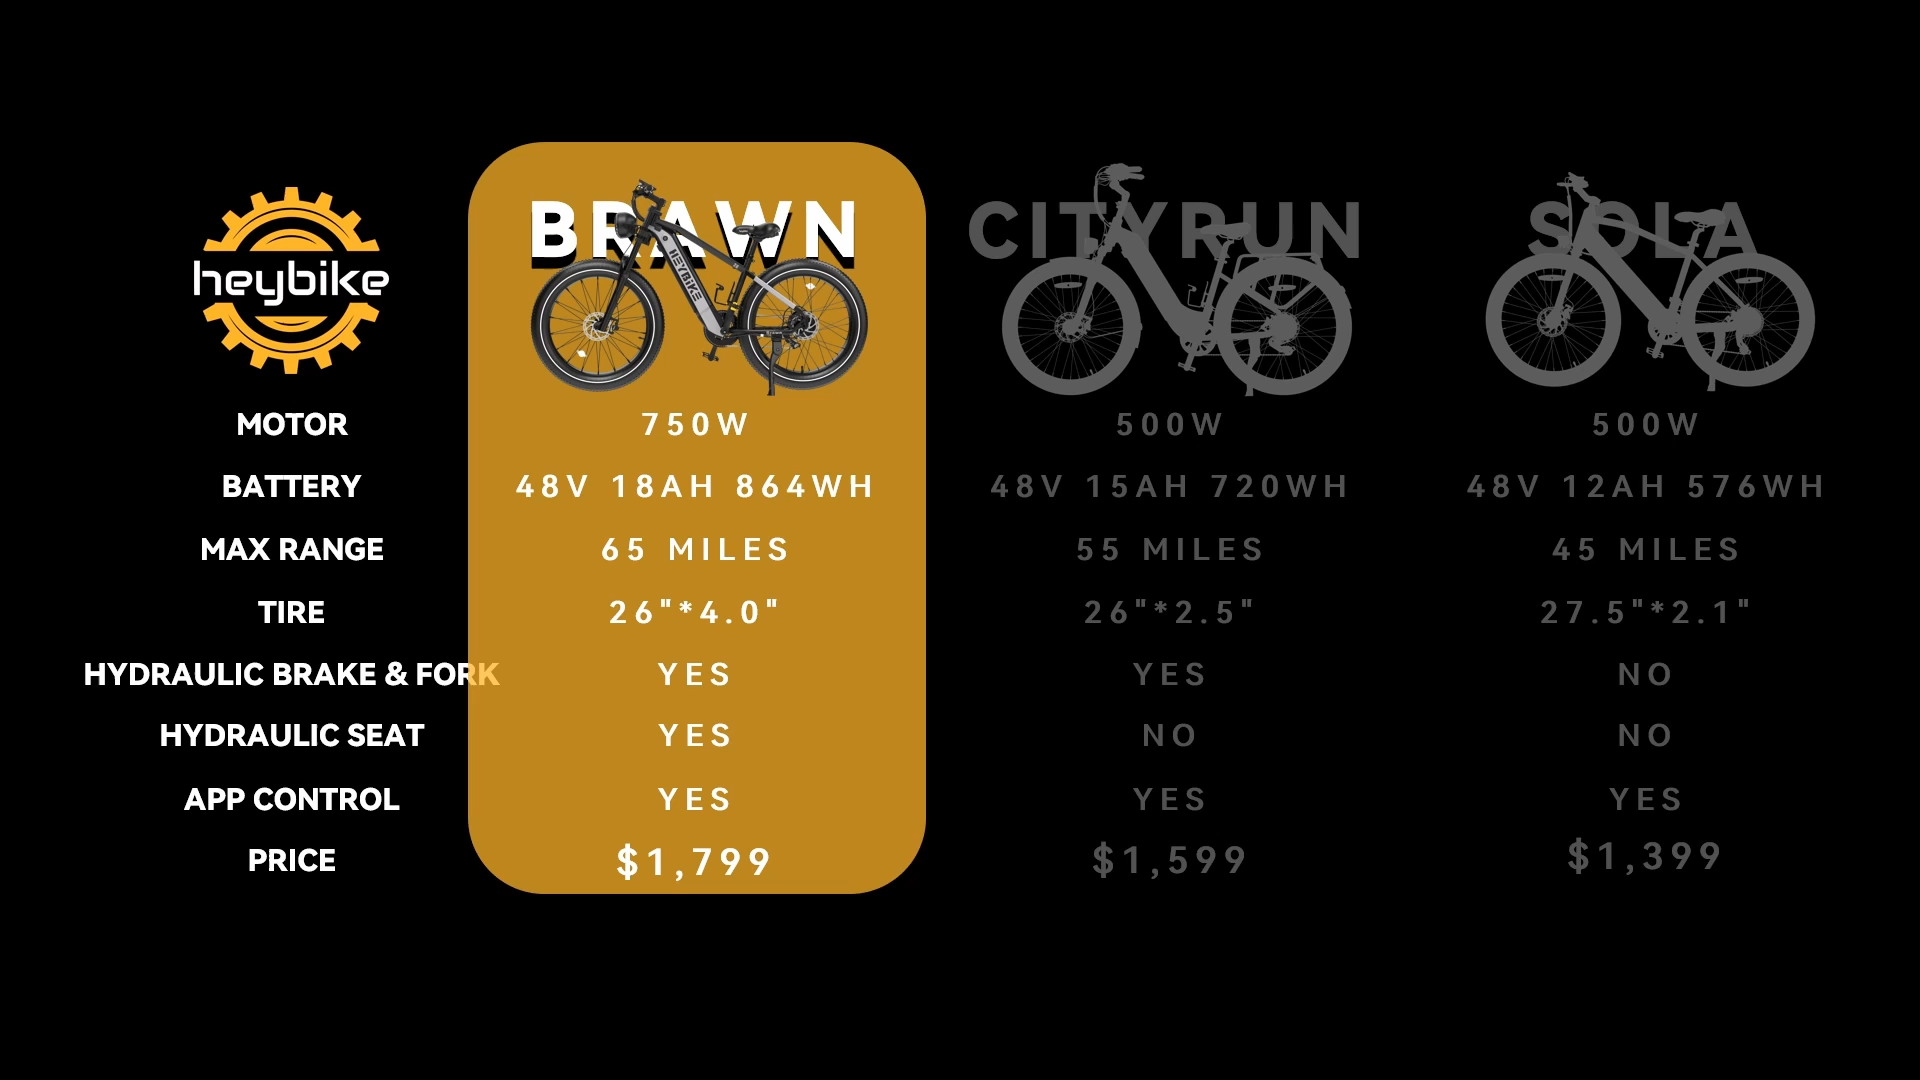 heybike
BRAWN CITYRUN SOLA
HEYBIKE
MOTOR 750W 500W 500W
BATTERY 48V 18AH 864WH 48V 15AH 720WH 48V 12AH 576WH
MAX RANGE 65 MILES 55 MILES 45 MILES
TIRE 26"*4.0" 26"*2.5" 27.5"*2.1"
HYDRAULIC BRAKE & FORK YES YES NO
HYDRAULIC SEAT YES NO NO
APP CONTROL YES YES YES
PRICE $1,799 $1,599 $1,399